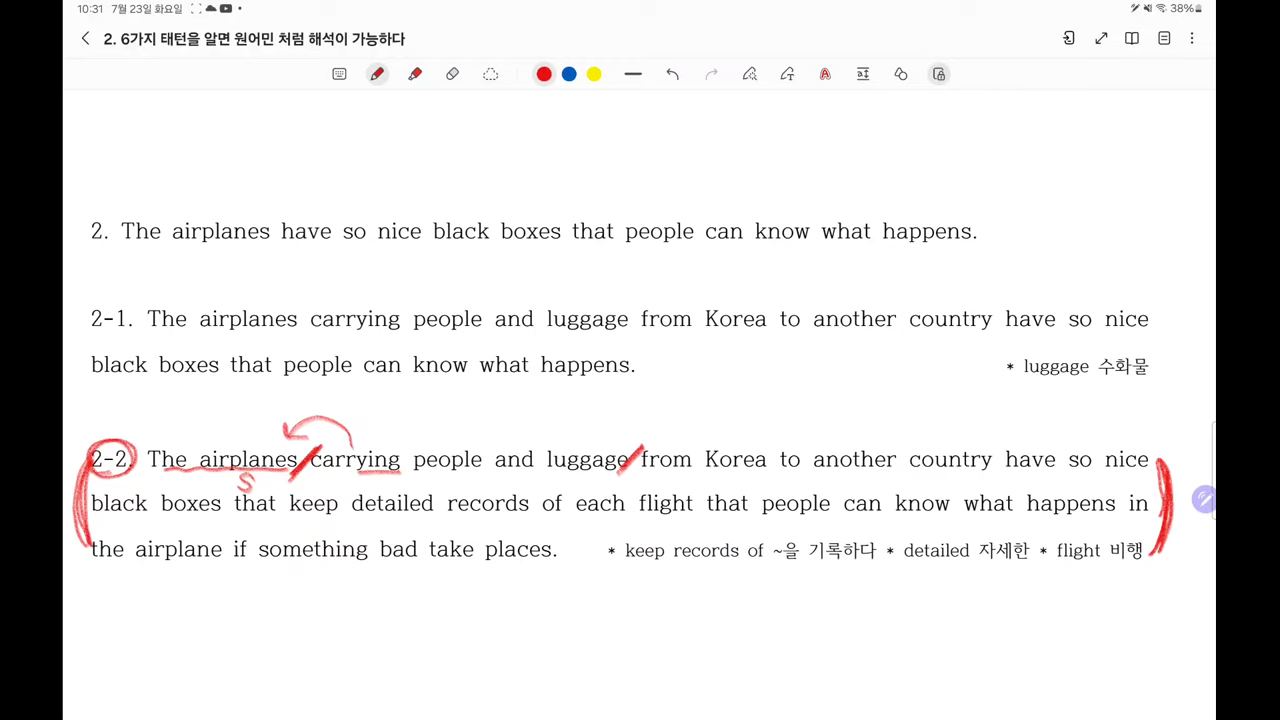 10:31 7월 23일 화요일
38%
2. 6가지 태턴을 알면 원어민 처럼 해석이 가능하다
2. The airplanes have so nice black boxes that people can know what happens.
2-1. The airplanes carrying people and luggage from Korea to another country have so nice
black boxes that people can know what happens.
* luggage 수화물
2-2. The airplanes carrying people and luggage from Korea to another country have so nice
S
black boxes that keep detailed records of each flight that people can know what happens in
the airplane if something bad take places.
* keep records of ~을 기록하다 * detailed 자세한 * flight 비행